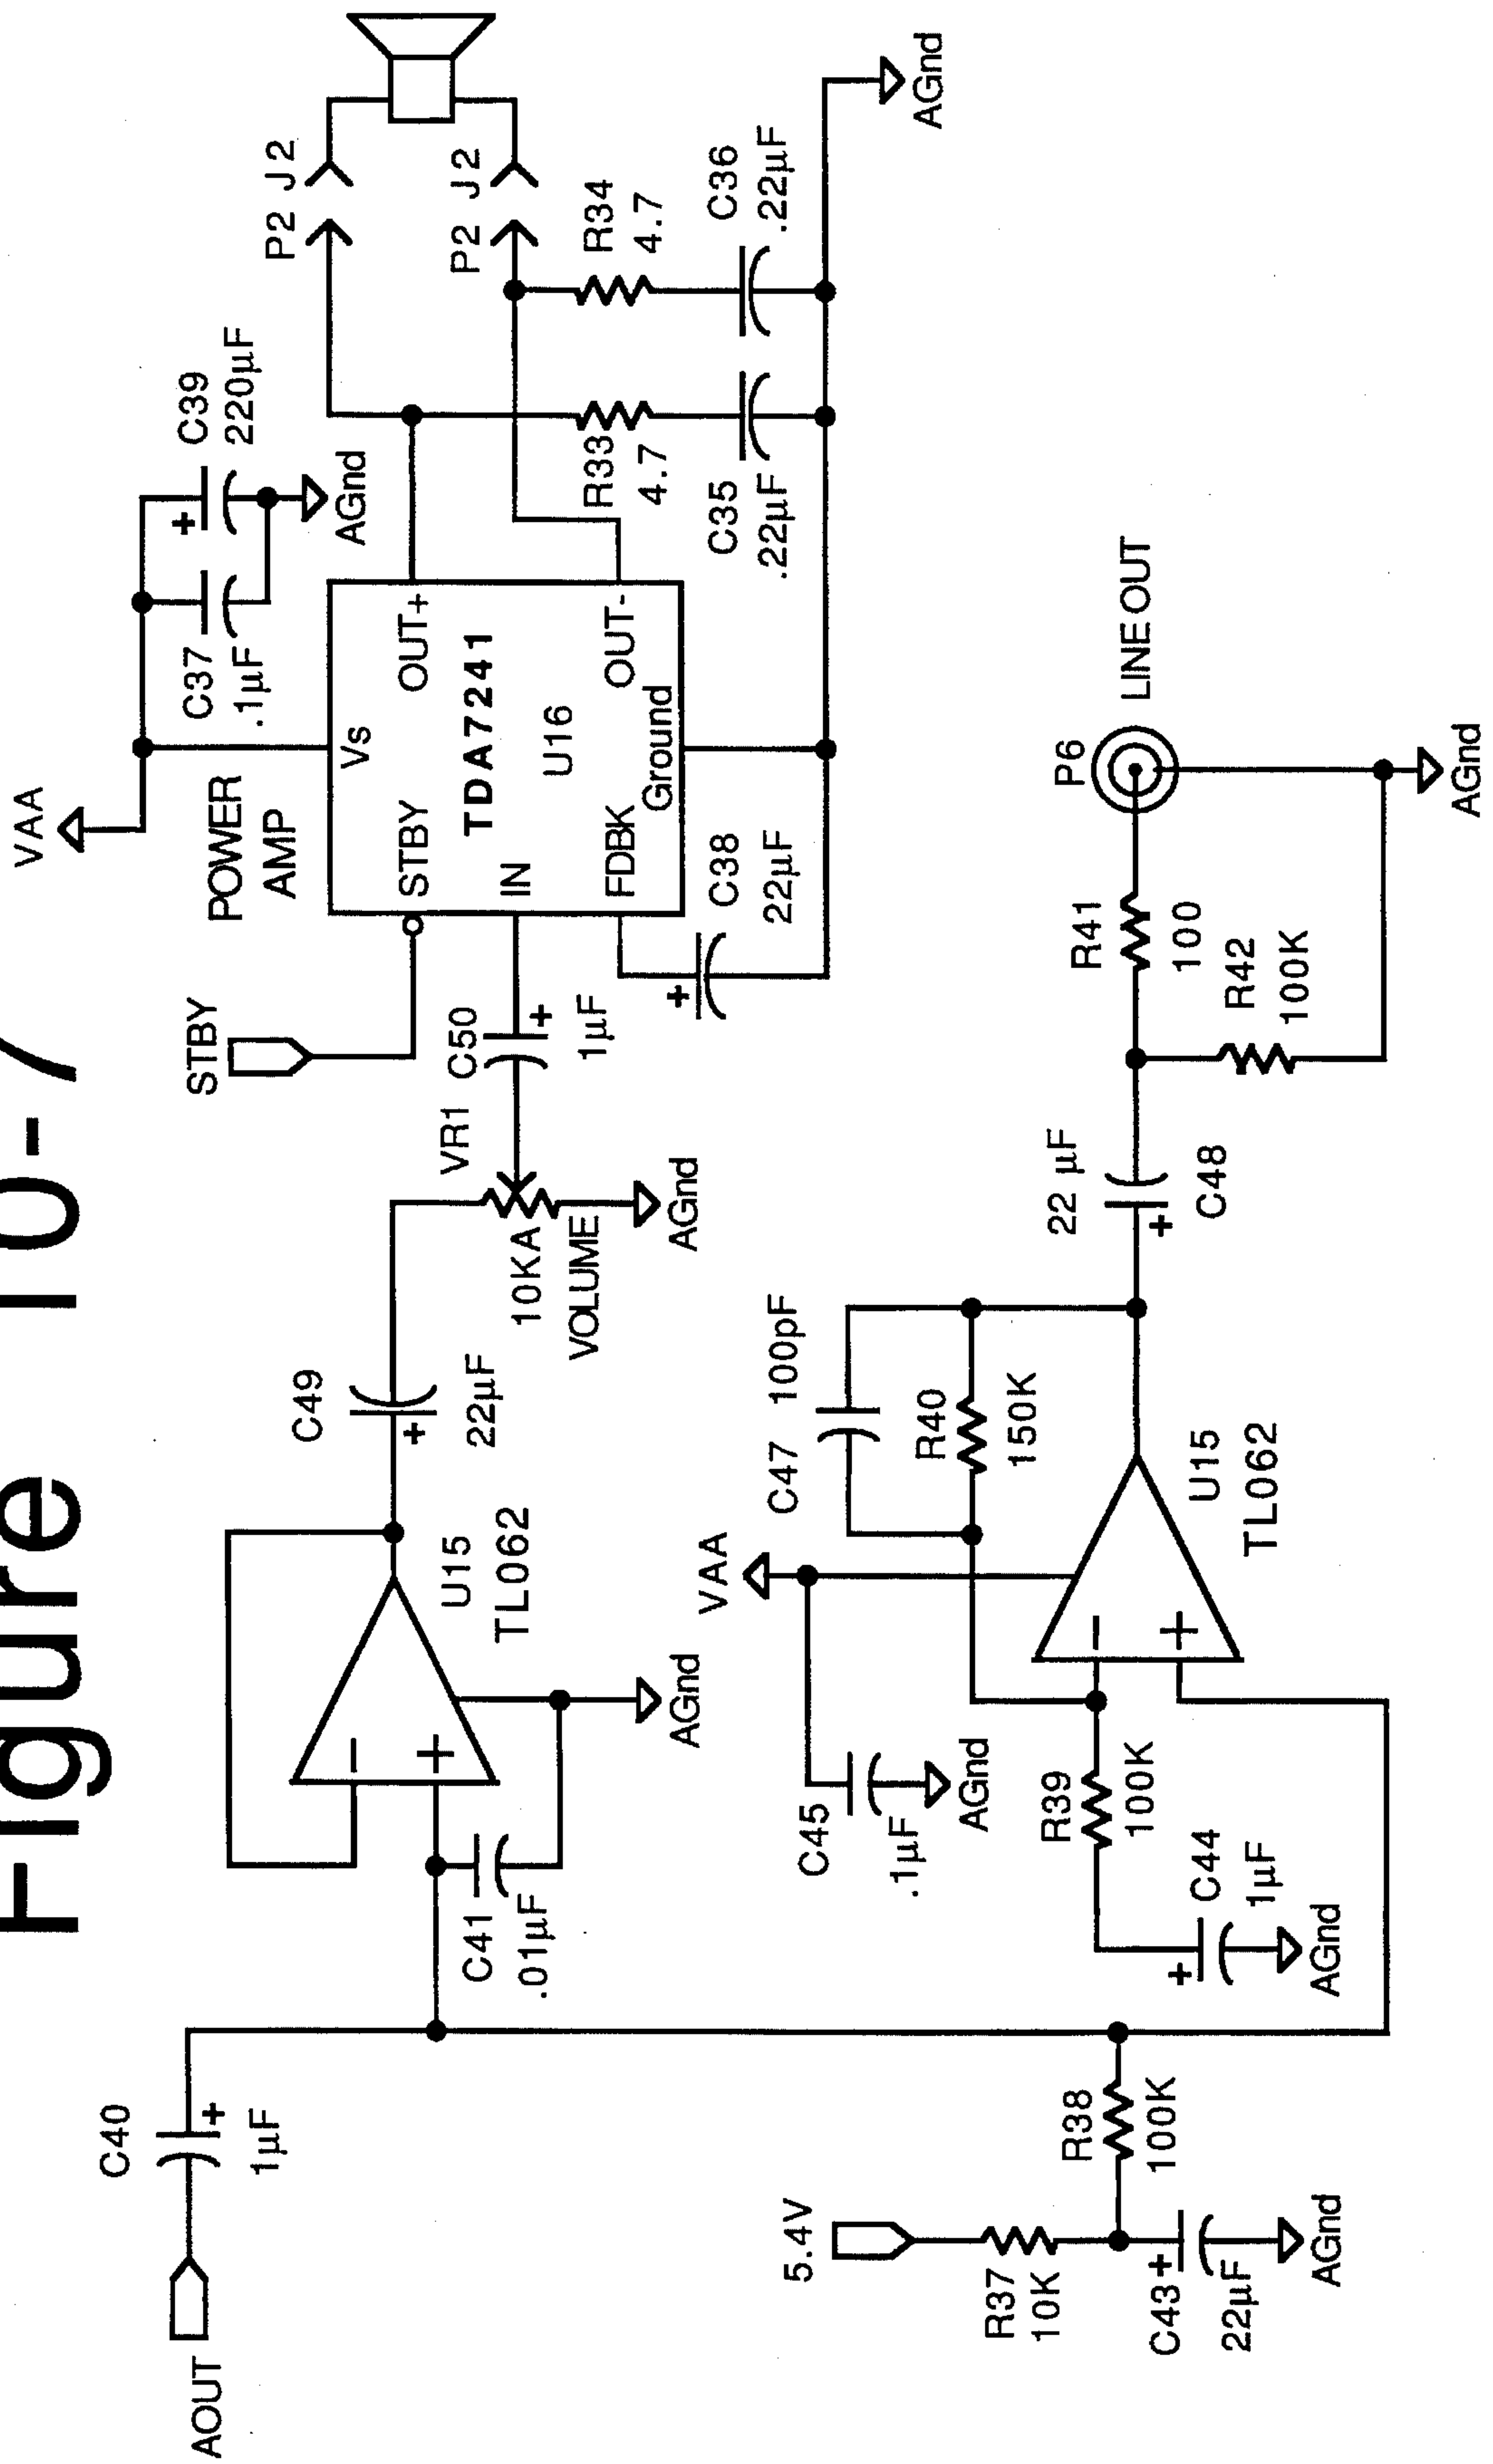 Figure 10-7
AOUT
C40
1µF
C41
.01µF
U15
TL062
AGnd
C49
22µF
VR1
10KA
VOLUME
AGnd
C50
1µF
STBY
POWER
AMP
VAA
C37
.1µF
C39
220µF
AGnd
Vs
STBY
OUT+
TDA7241
IN
U16
FDBK
OUT-
Ground
C38
22µF
P2 J2
P2 J2
R33
4.7
R34
4.7
C35
.22µF
C36
.22µF
AGnd
5.4V
R37
10K
C43
22µF
AGnd
R38
100K
VAA
C45
.1µF
AGnd
R39
100K
C44
1µF
AGnd
C47 100pF
R40
150K
U15
TL062
22 µF
C48
R41
100
R42
100K
P6
LINE OUT
AGnd